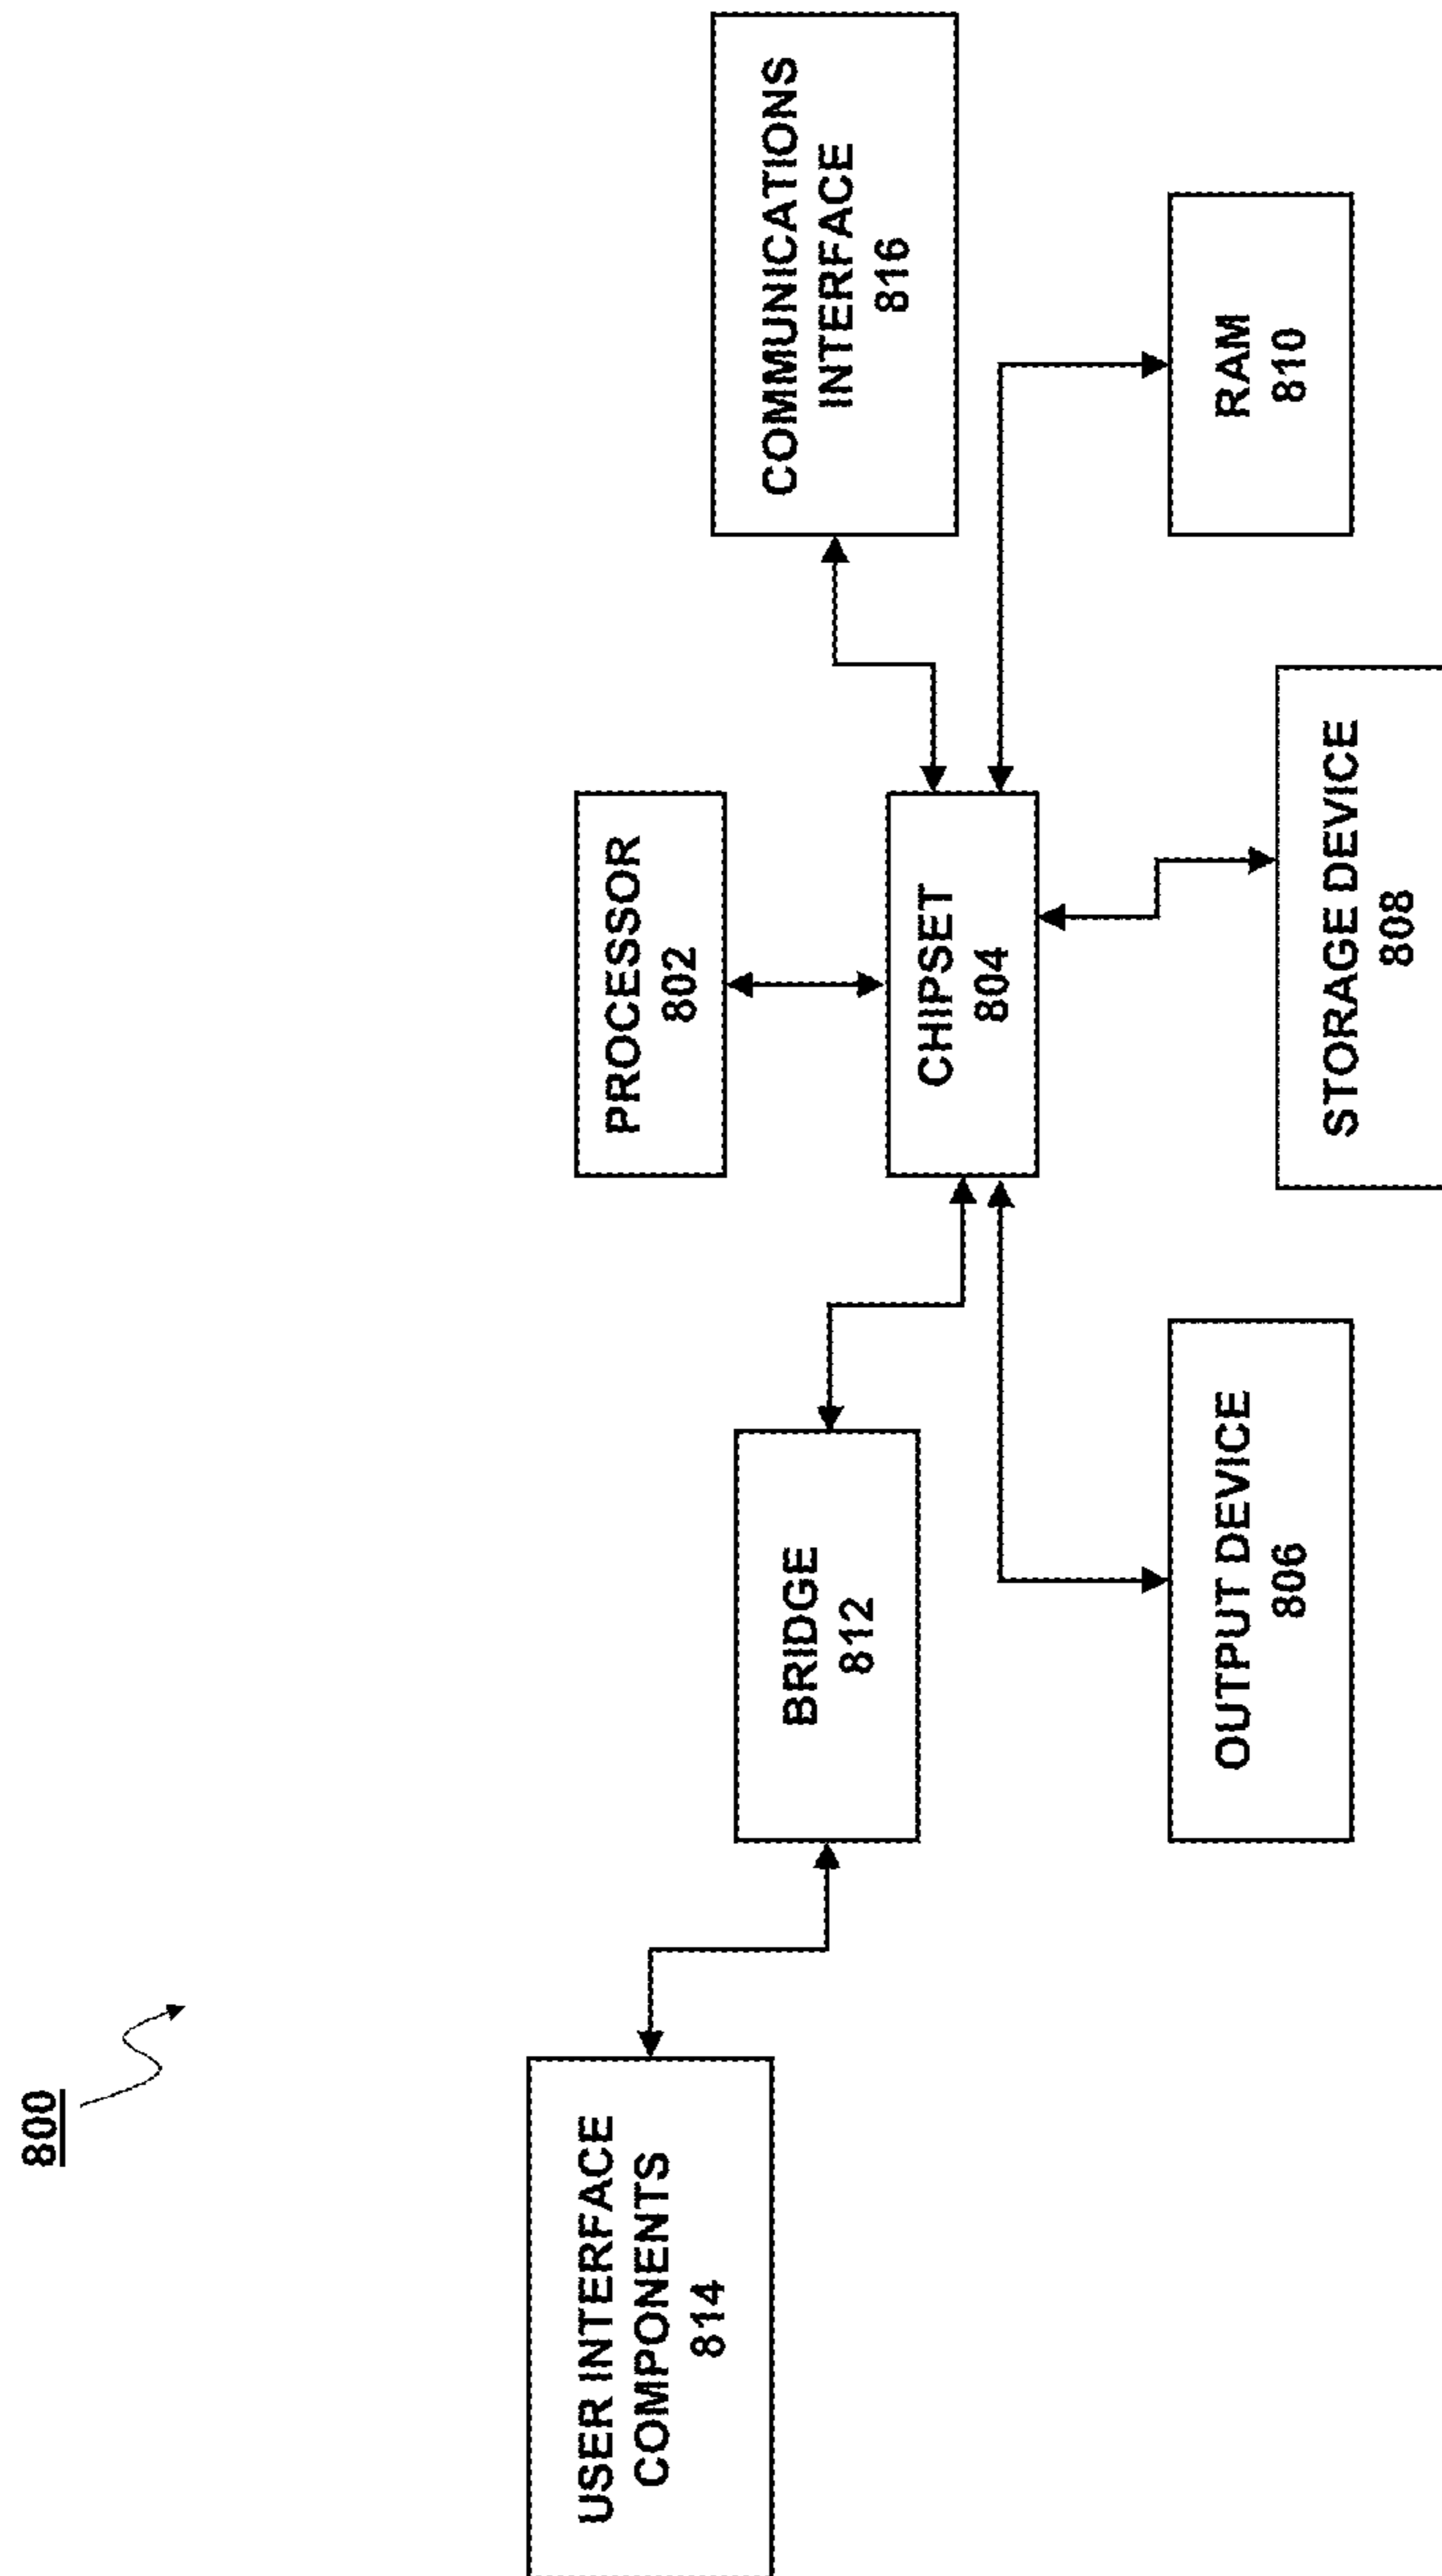 800
PROCESSOR
802
USER INTERFACE
COMPONENTS
814
BRIDGE
812
COMMUNICATIONS
INTERFACE
816
CHIPSET
804
OUTPUT DEVICE
806
RAM
810
STORAGE DEVICE
808